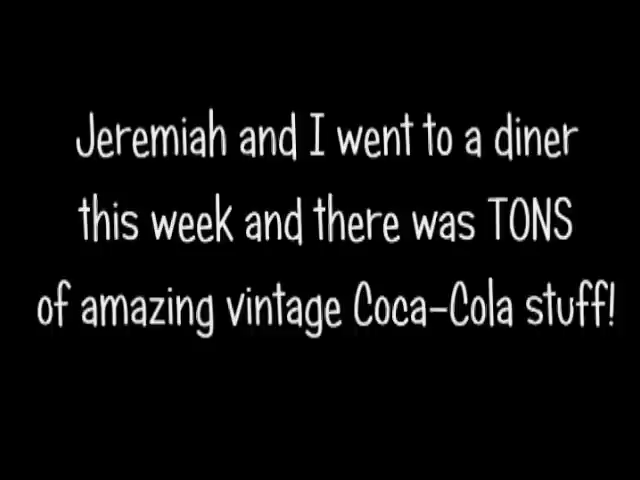 Jeremiah and I went to a diner
this week and there was TONS
of amazing vintage Coca-Cola stuff!